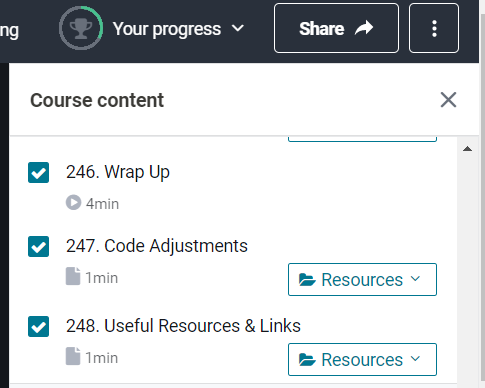 ng
Your progress
Share
Course content
246. Wrap Up
4min
247. Code Adjustments
1min
Resources
248. Useful Resources & Links
1min
Resources